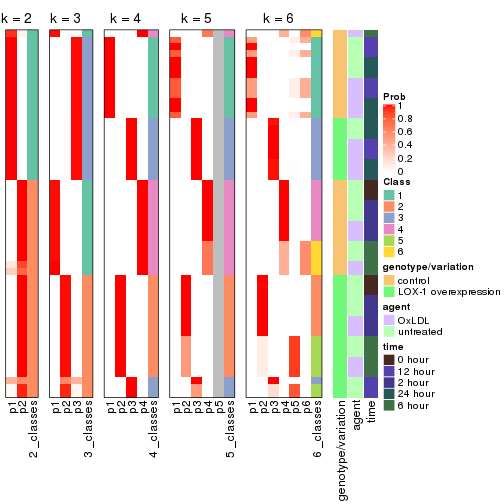 k = 2
k = 3
k = 4
k = 5
k = 6
p1
p2
2_classes
p1
p2
p3
3_classes
p1
p2
p3
p4
4_classes
p1
p2
p3
p4
p5
5_classes
p1
p2
p3
p4
p5
p6
6_classes
genotype/variation
agent
time
Prob
1
0.8
0.6
0.4
0.2
0
Class
1
2
3
4
5
6
genotype/variation
control
LOX-1 overexpression
agent
OxLDL
untreated
time
0 hour
12 hour
2 hour
24 hour
6 hour